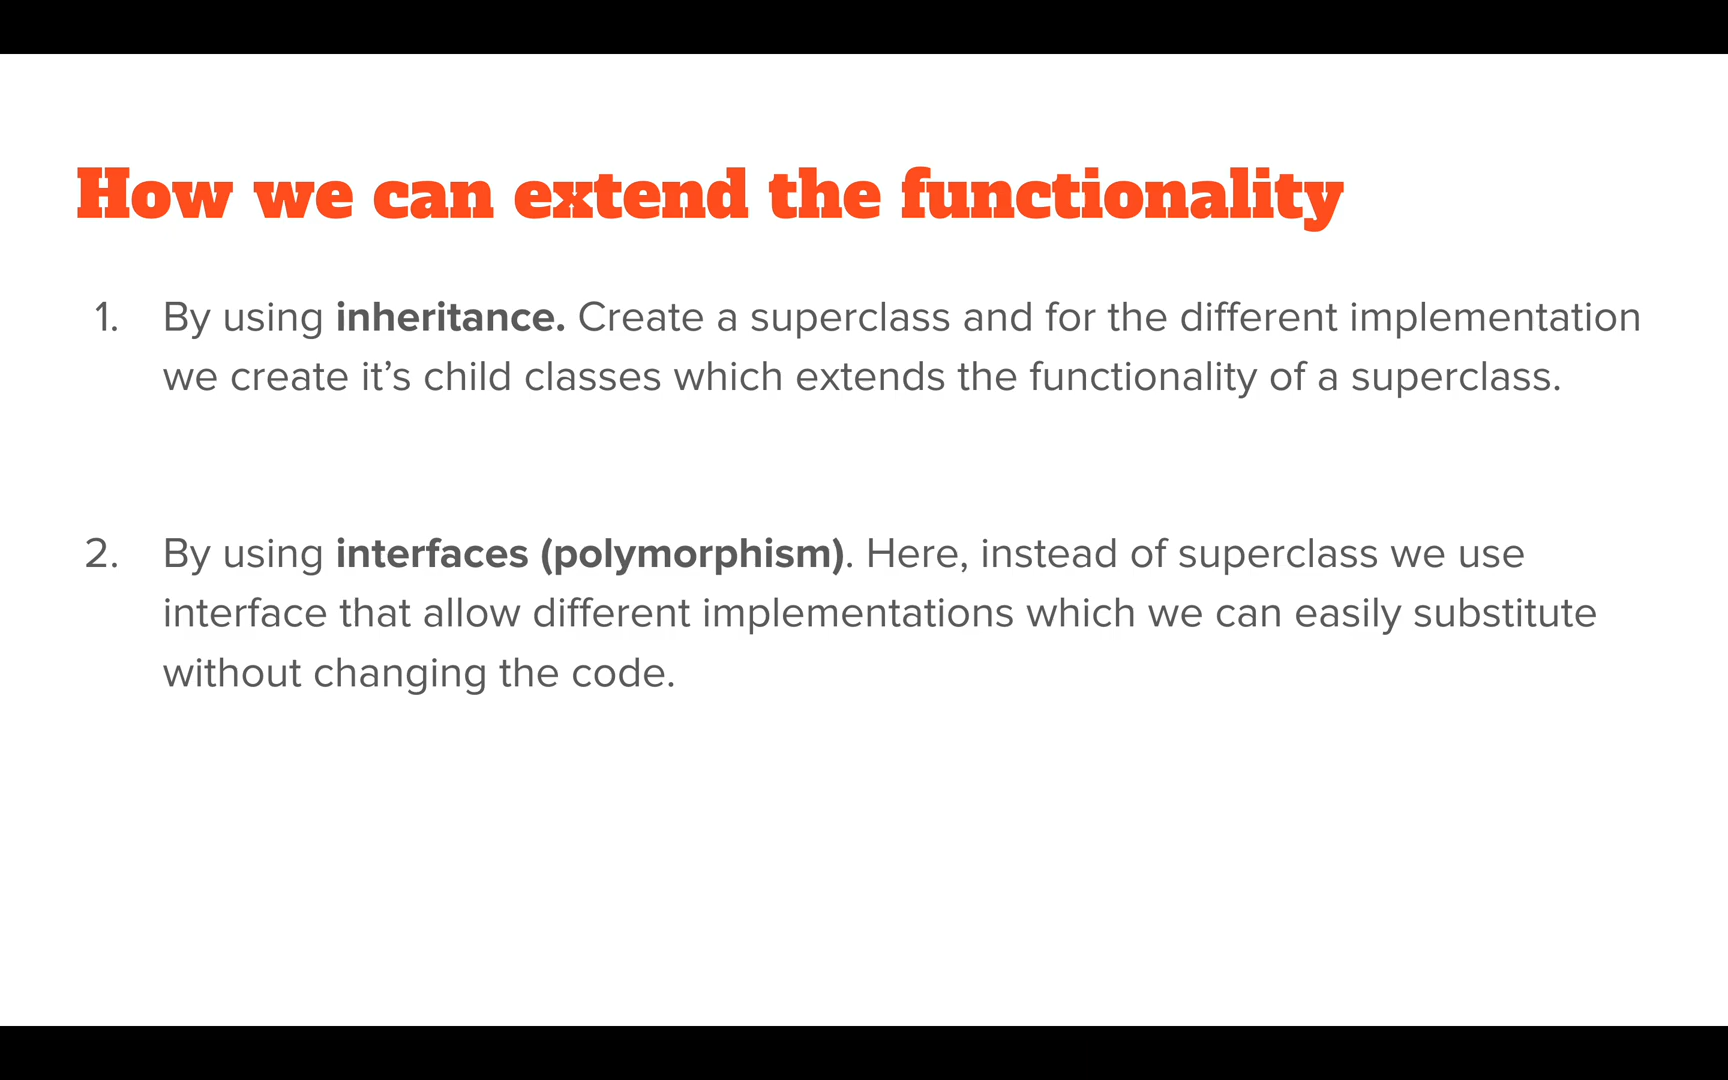 How we can extend the functionality
1. By using inheritance. Create a superclass and for the different implementation
we create it’s child classes which extends the functionality of a superclass.
2. By using interfaces (polymorphism). Here, instead of superclass we use
interface that allow different implementations which we can easily substitute
without changing the code.